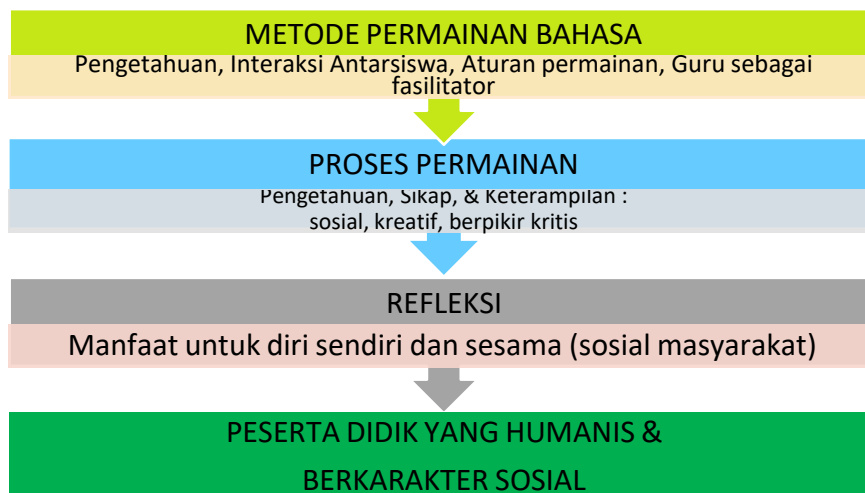 METODE PERMAINAN BAHASA
Pengetahuan, Interaksi Antarsiswa, Aturan permainan, Guru sebagai
fasilitator
PROSES PERMAINAN
Pengetahuan, Sikap, & Keterampilan :
sosial, kreatif, berpikir kritis
REFLEKSI
Manfaat untuk diri sendiri dan sesama (sosial masyarakat)
PESERTA DIDIK YANG HUMANIS &
BERKARAKTER SOSIAL